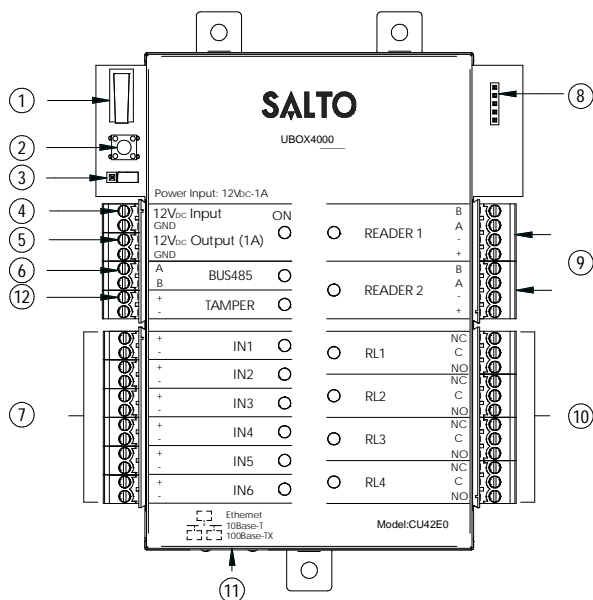 SALTO
UBOX4000
Power Input: 12VDC-1A
1
2
3
4
5
6
12
7
8
9
10
11
12VDC Input ON
GND
12VDC Output (1A)
GND
A
B
BUS485
+
-
TAMPER
+
-
IN1
+
-
IN2
+
-
IN3
+
-
IN4
+
-
IN5
+
-
IN6
READER 1
B
A
-
+
READER 2
B
A
-
+
RL1
NC
C
NO
RL2
NC
C
NO
RL3
NC
C
NO
RL4
NC
C
NO
Ethernet
10Base-T
100Base-TX
Model:CU42E0